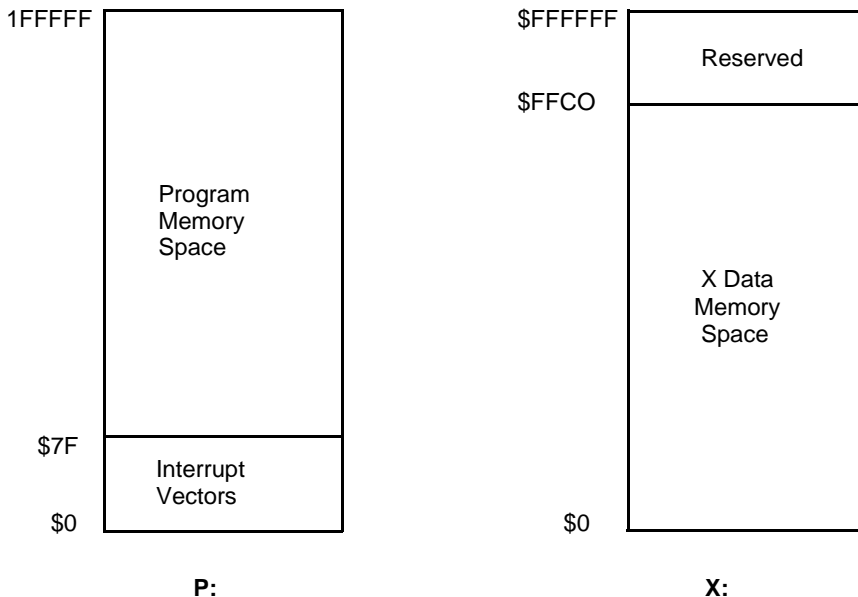 1FFFFF
Program
Memory
Space
$7F
Interrupt
Vectors
$0
P:
$FFFFFF
Reserved
$FFCO
X Data
Memory
Space
$0
X: